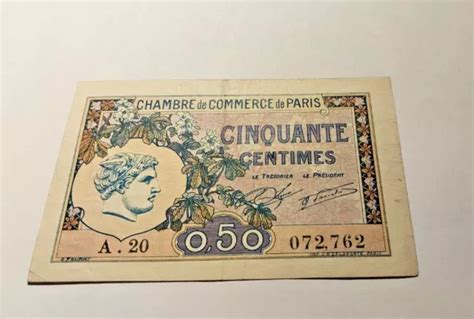 CHAMBRE de COMMERCE de PARIS
CINQUANTE
CENTIMES
LE TRÉSORIER LE PRÉSIDENT
A.20 0,50 072,762